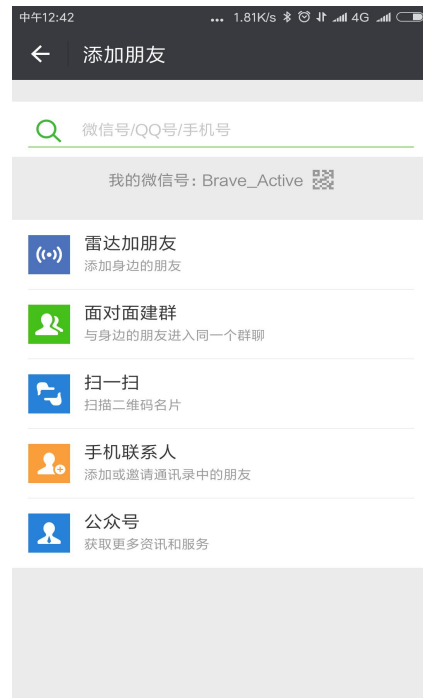 中午12:42 ... 1.81K/s 4G
添加朋友
微信号/QQ号/手机号
我的微信号: Brave_Active
雷达加朋友
添加身边的朋友
面对面建群
与身边的朋友进入同一个群聊
扫一扫
扫描二维码名片
手机联系人
添加或邀请通讯录中的朋友
公众号
获取更多资讯和服务